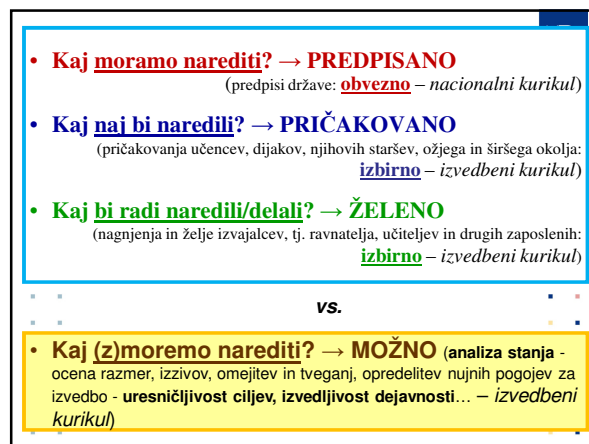 • Kaj moramo narediti? → PREDPISANO
(predpisi države: obvezno – nacionalni kurikul)
• Kaj naj bi naredili? → PRIČAKOVANO
(pričakovanja učencev, dijakov, njihovih staršev, ožjega in širšega okolja:
izbirno – izvedbeni kurikul)
• Kaj bi radi naredili/delali? → ŽELENO
(nagnjenja in želje izvajalcev, tj. ravnatelja, učiteljev in drugih zaposlenih:
izbirno – izvedbeni kurikul)
vs.
• Kaj (z)moremo narediti? → MOŽNO (analiza stanja -
ocena razmer, izzivov, omejitev in tveganj, opredelitev nujnih pogojev za
izvedbo - uresničljivost ciljev, izvedljivost dejavnosti… – izvedbeni
kurikul)